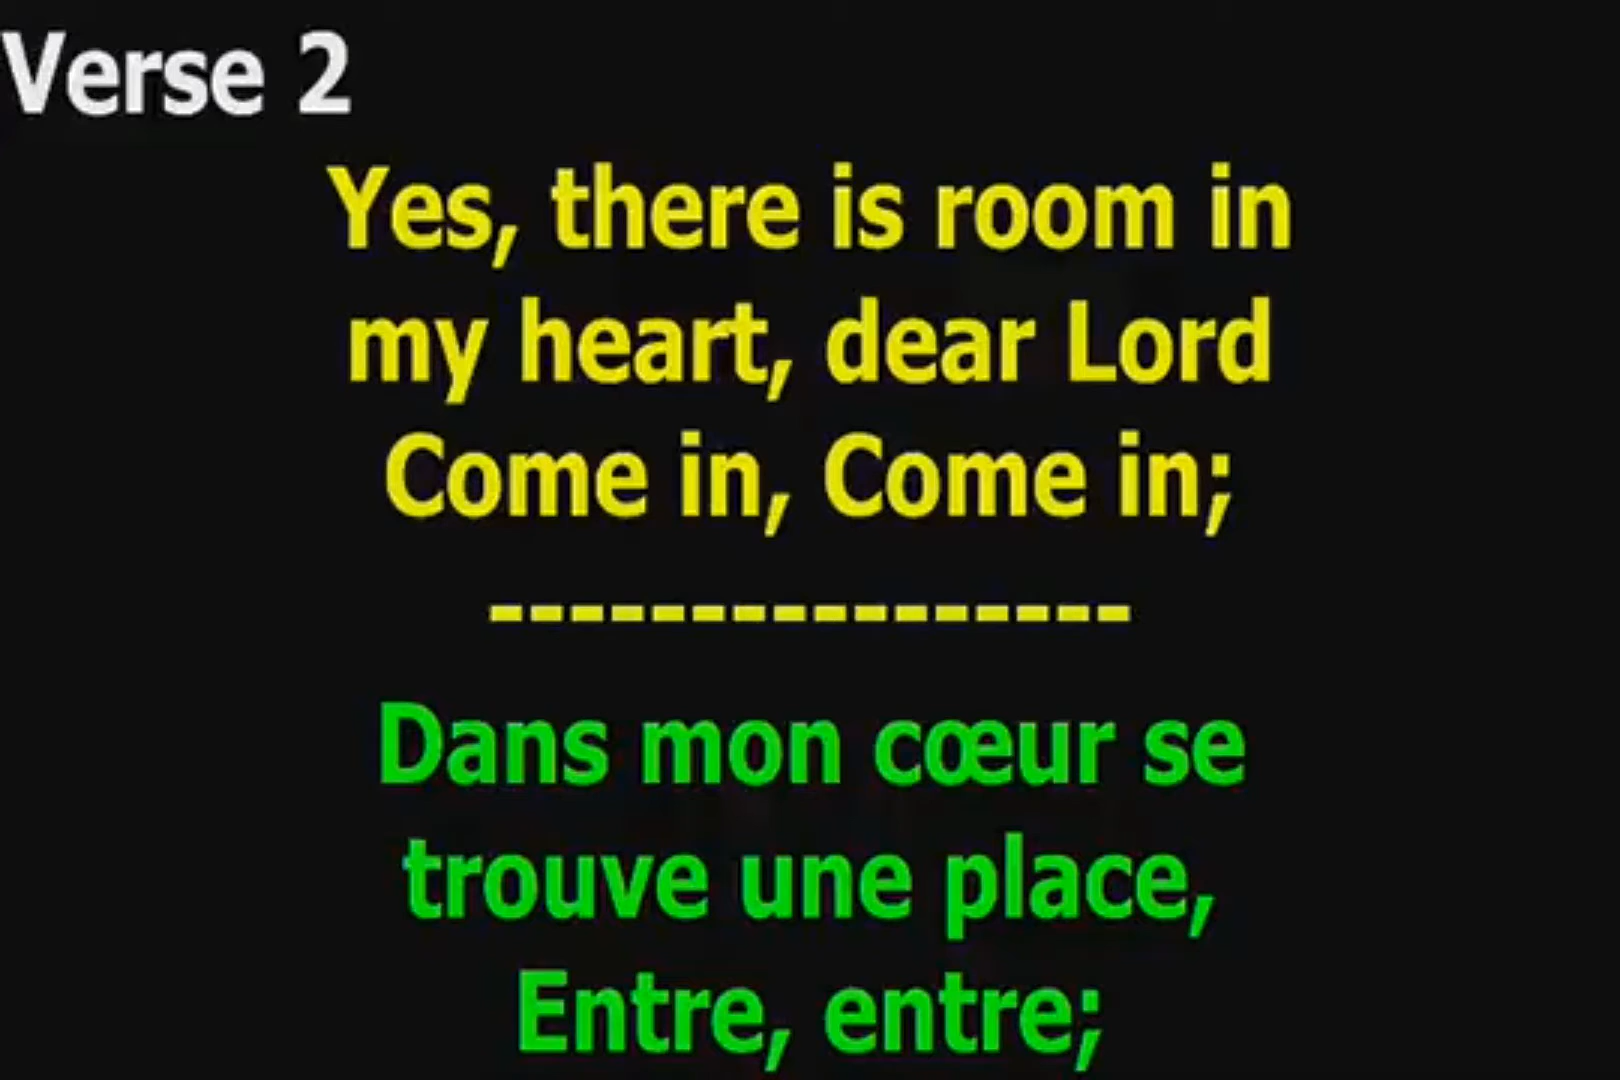 Verse 2
Yes, there is room in
my heart, dear Lord
Come in, Come in;
----------------
Dans mon cœur se
trouve une place,
Entre, entre;